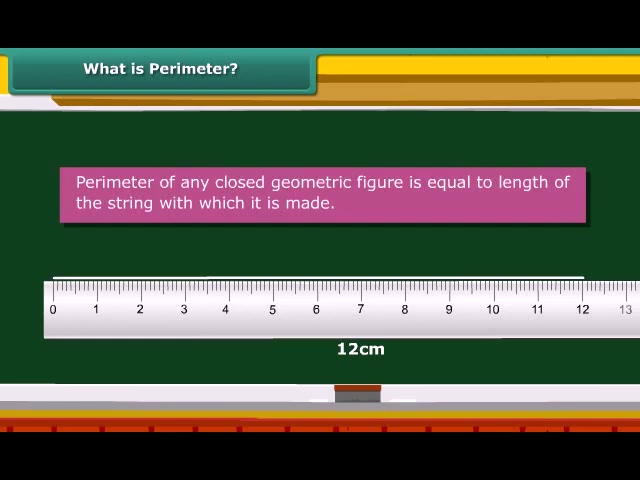 What is Perimeter?
Perimeter of any closed geometric figure is equal to length of
the string with which it is made.
0 1 2 3 4 5 6 7 8 9 10 11 12 13
12cm